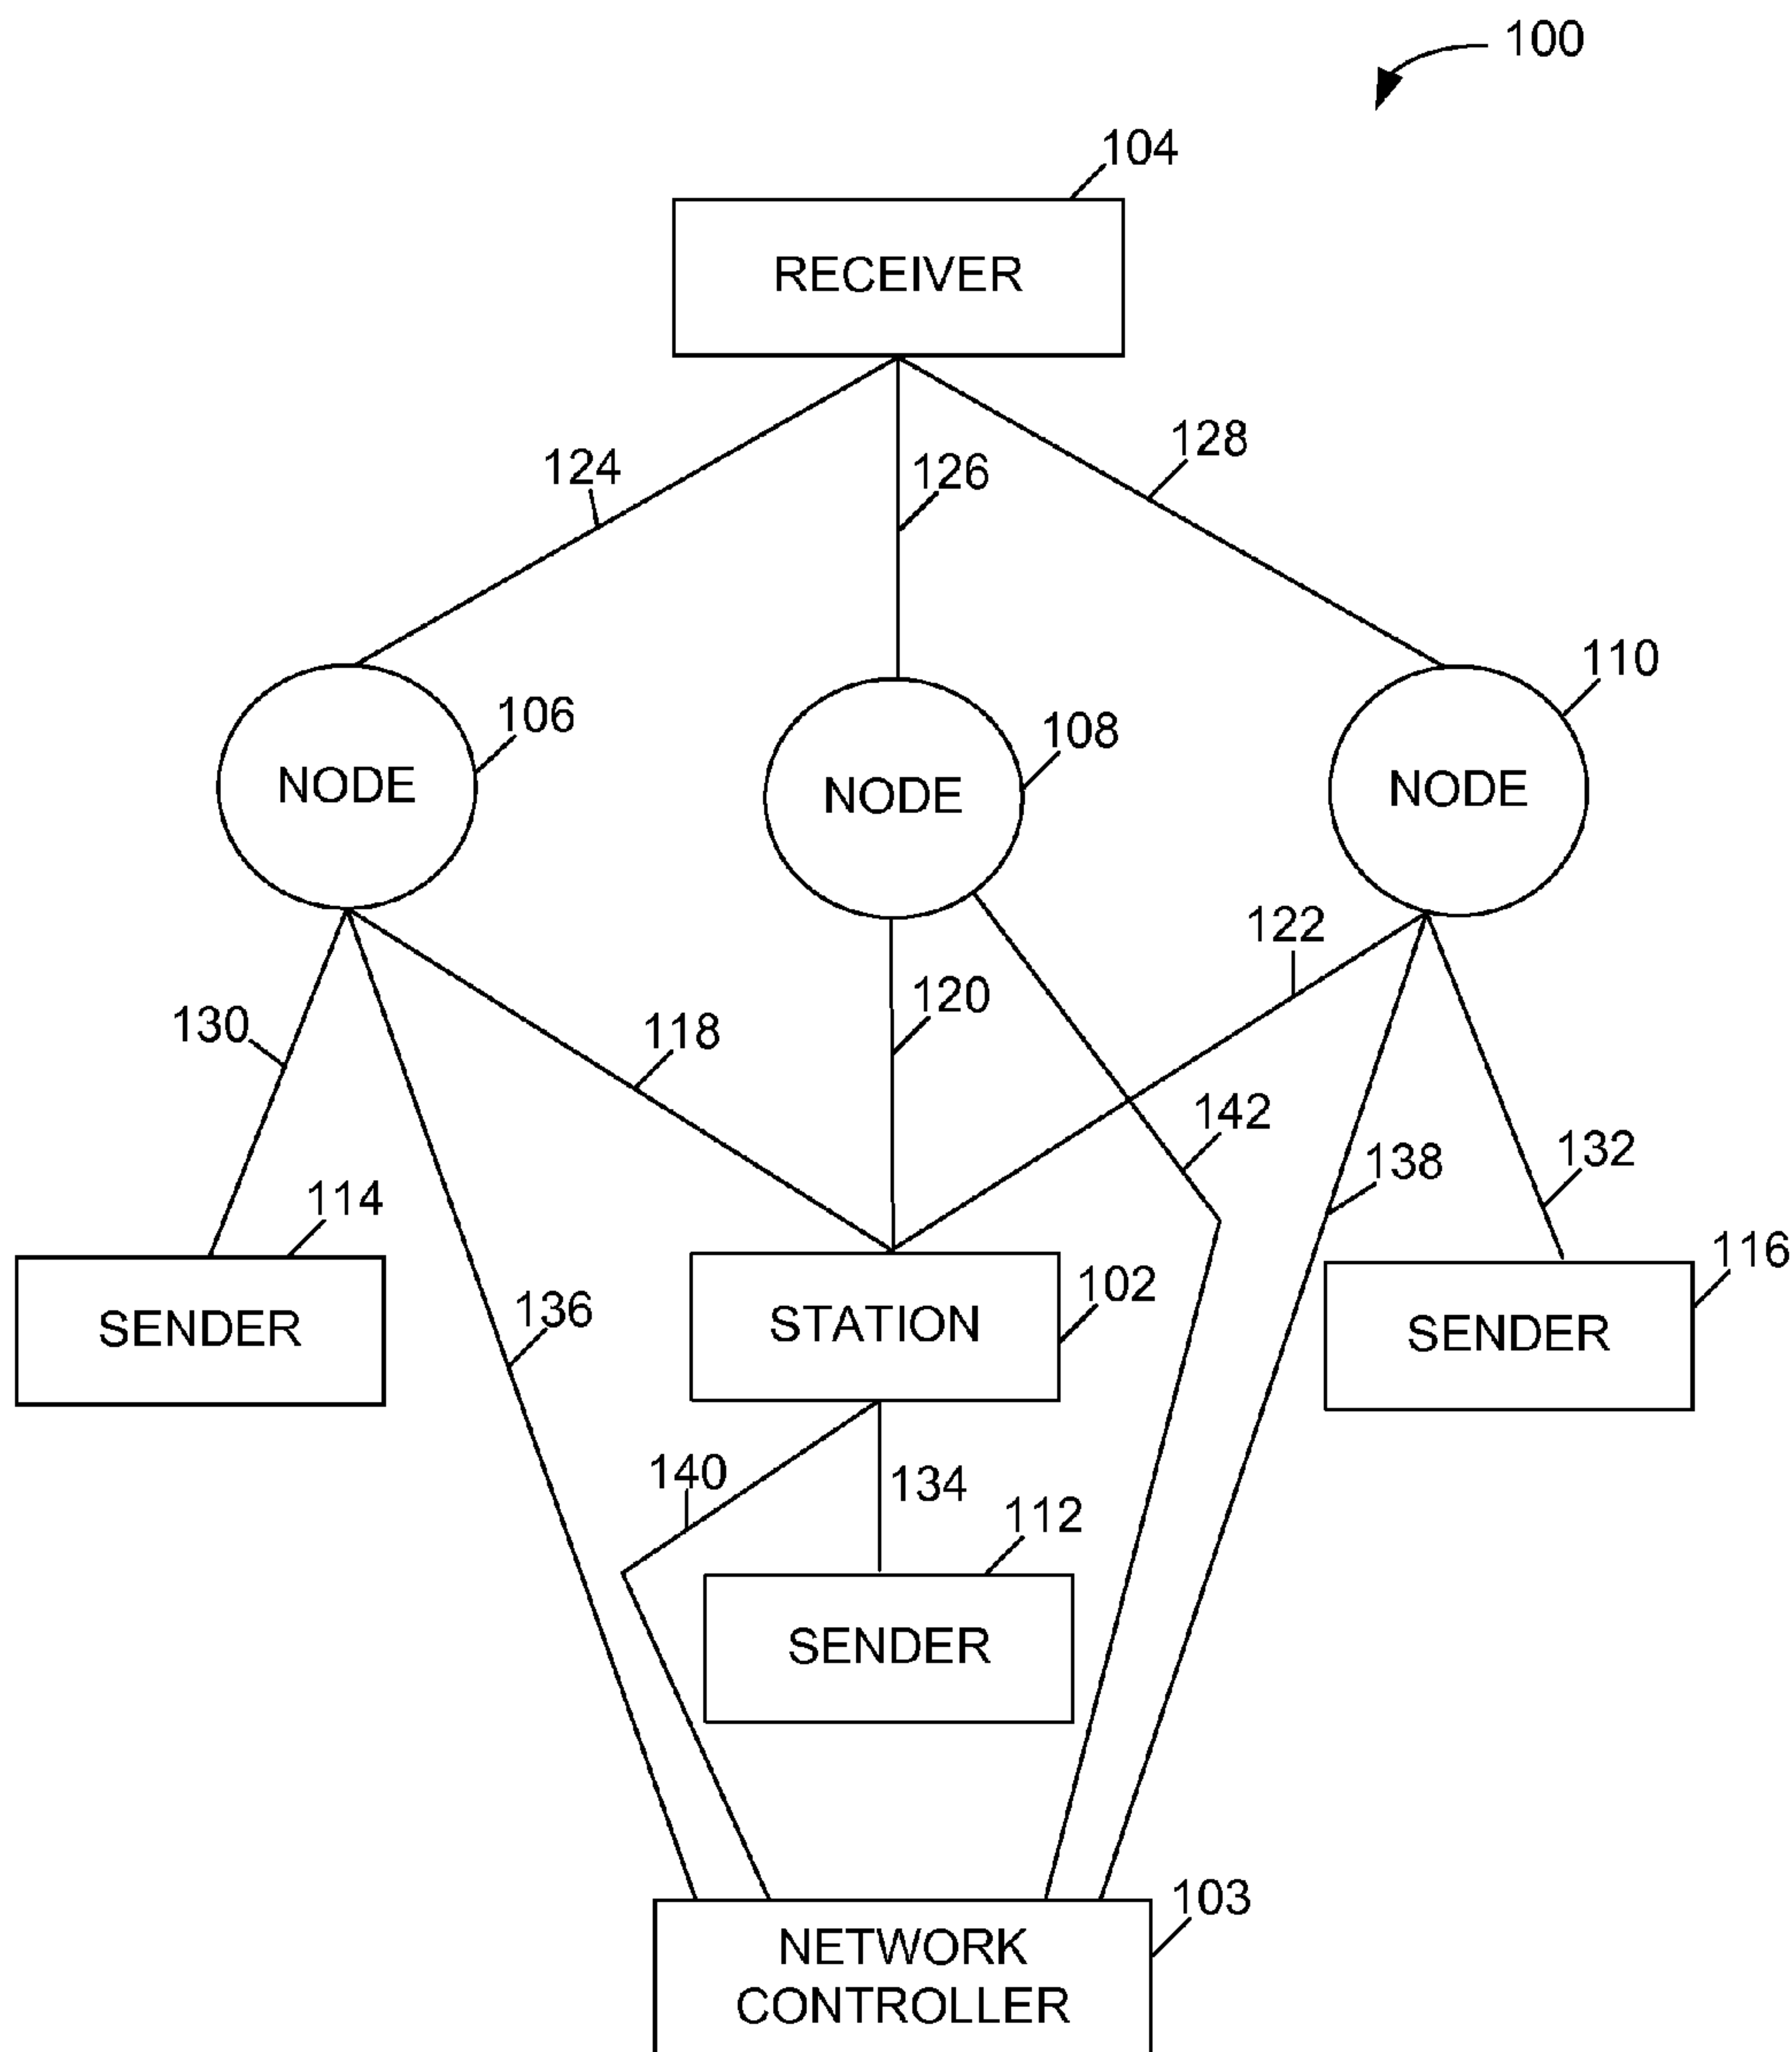 100
104
RECEIVER
124
126
128
106
108
110
NODE
NODE
NODE
122
130
118
120
142
138
132
114
136
102
116
SENDER
STATION
SENDER
140
134
112
SENDER
103
NETWORK
CONTROLLER